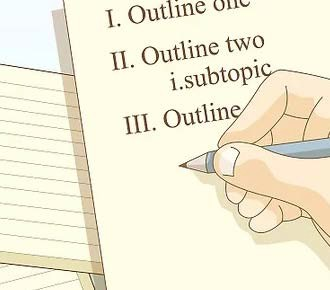 I. Outline one
II. Outline two
i.subtopic
III. Outline